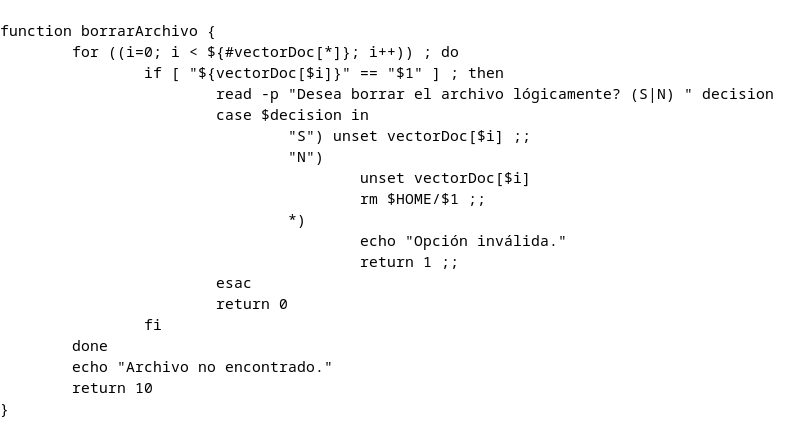 function borrarArchivo {
        for ((i=0; i < ${#vectorDoc[*]}; i++)) ; do
                if [ "${vectorDoc[$i]}" == "$1" ] ; then
                        read -p "Desea borrar el archivo lógicamente? (S|N) " decision
                        case $decision in
                                "S") unset vectorDoc[$i] ;;
                                "N")
                                        unset vectorDoc[$i]
                                        rm $HOME/$1 ;;
                                *)
                                        echo "Opción inválida."
                                        return 1 ;;
                        esac
                        return 0
                fi
        done
        echo "Archivo no encontrado."
        return 10
}